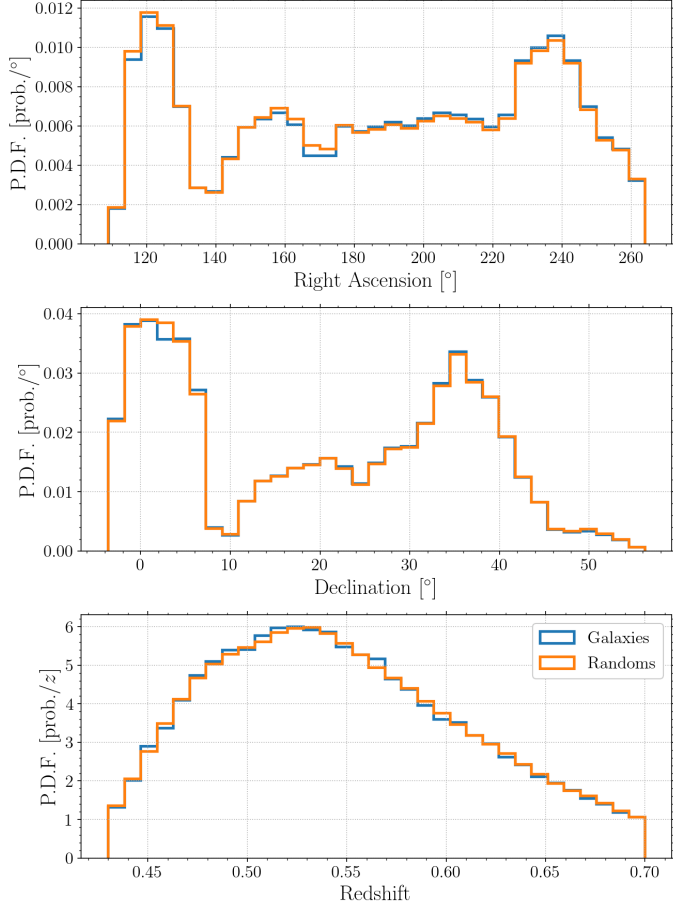 P.D.F. [prob./°]
0.012
0.010
0.008
0.006
0.004
0.002
0.000
120 140 160 180 200 220 240 260
Right Ascension [°]
P.D.F. [prob./°]
0.04
0.03
0.02
0.01
0.00
0 10 20 30 40 50
Declination [°]
P.D.F. [prob./z]
6
5
4
3
2
1
0
Galaxies
Randoms
0.45 0.50 0.55 0.60 0.65 0.70
Redshift